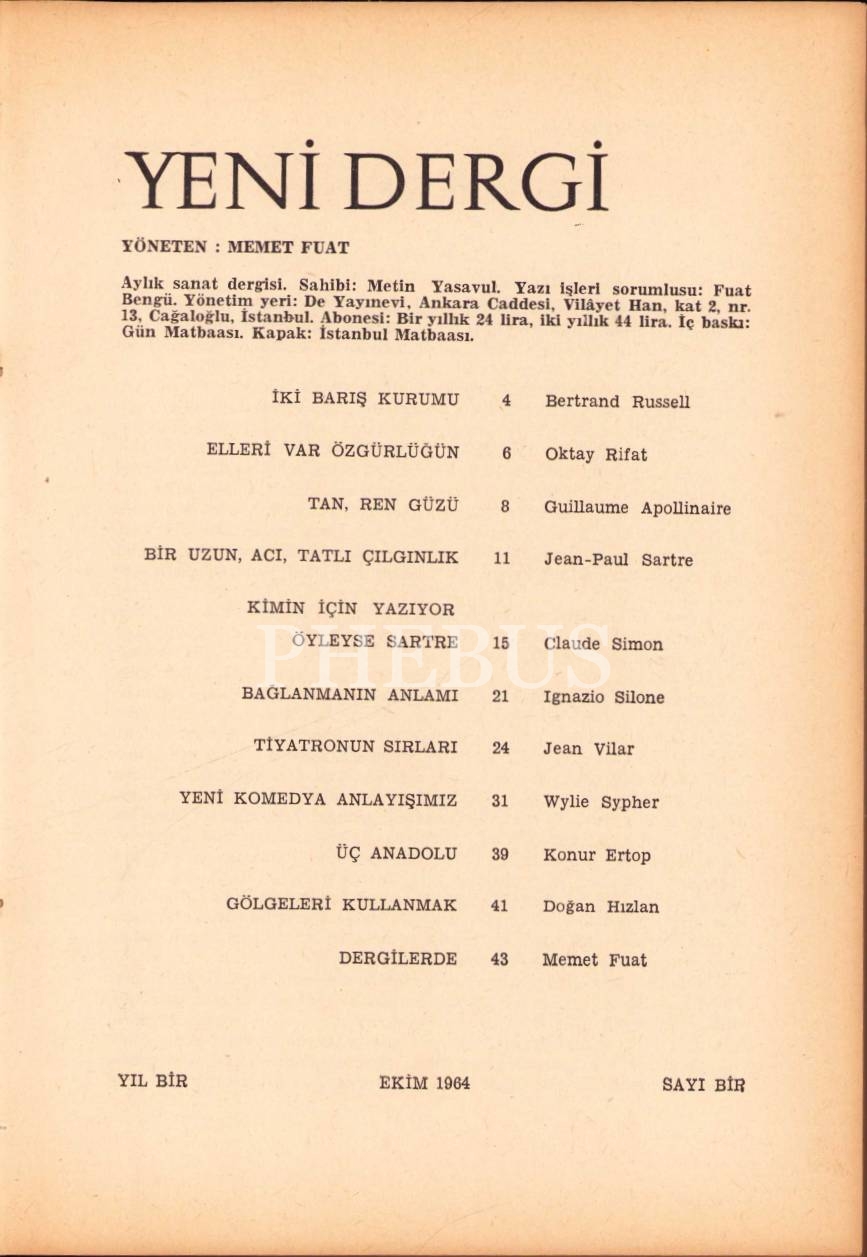 YENİ DERGİ
YÖNETEN : MEMET FUAT
Aylık sanat dergisi. Sahibi: Metin Yasavul. Yazı işleri sorumlusu: Fuat
Bengü. Yönetim yeri: De Yayınevi, Ankara Caddesi, Vilâyet Han, kat 2, nr.
13, Cağaloğlu, İstanbul. Abonesi: Bir yıllık 24 lira, iki yıllık 44 lira. İç baskı:
Gün Matbaası. Kapak: İstanbul Matbaası.
İKİ BARIŞ KURUMU 4 Bertrand Russell
ELLERİ VAR ÖZGÜRLÜĞÜN 6 Oktay Rifat
TAN, REN GÜZÜ 8 Guillaume Apollinaire
BİR UZUN, ACI, TATLI ÇILGINLIK 11 Jean-Paul Sartre
KİMİN İÇİN YAZIYOR
ÖYLEYSE SARTRE 15 Claude Simon
PHEBUS
BAĞLANMANIN ANLAMI 21 Ignazio Silone
TİYATRONUN SIRLARI 24 Jean Vilar
YENİ KOMEDYA ANLAYIŞIMIZ 31 Wylie Sypher
ÜÇ ANADOLU 39 Konur Ertop
GÖLGELERİ KULLANMAK 41 Doğan Hızlan
DERGİLERDE 43 Memet Fuat
YIL BİR EKİM 1964 SAYI BİR